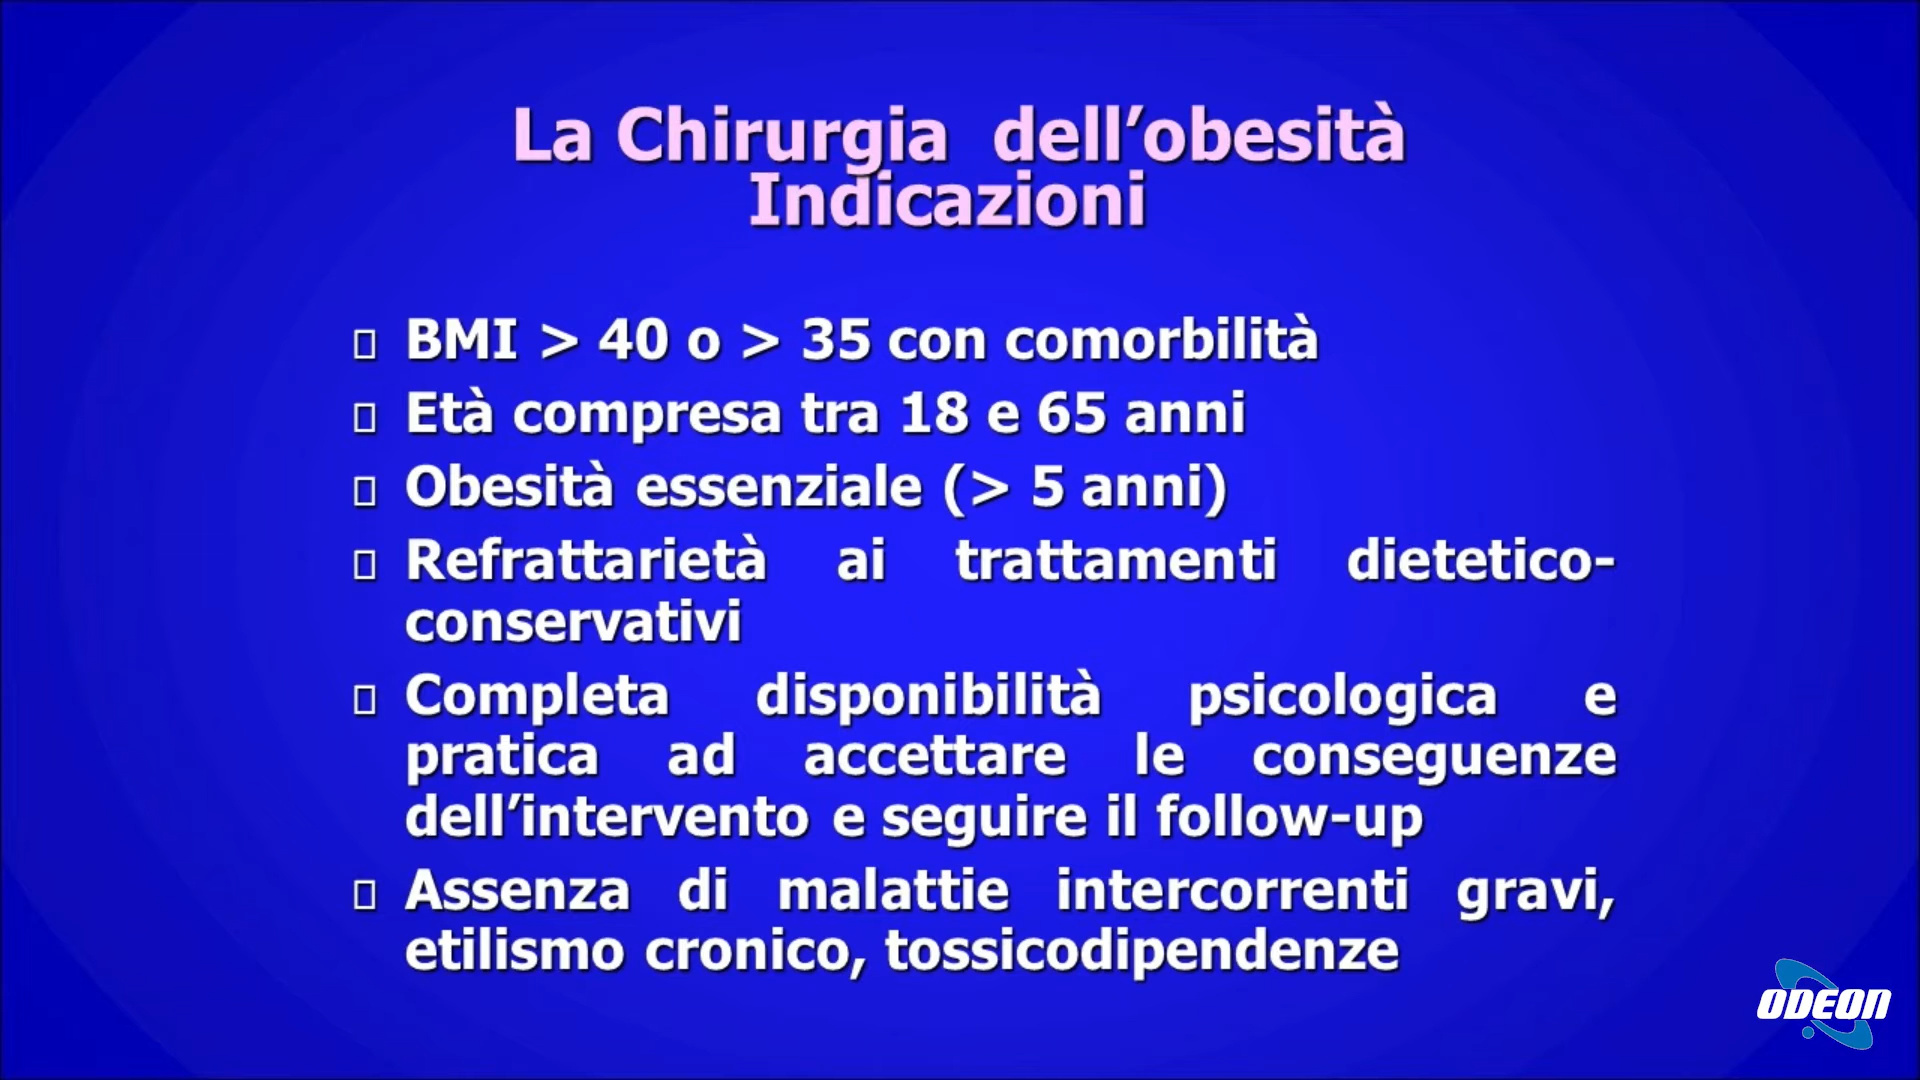 La Chirurgia dell’obesità
Indicazioni
BMI > 40 o > 35 con comorbilità
Età compresa tra 18 e 65 anni
Obesità essenziale (> 5 anni)
Refrattarietà ai trattamenti dietetico-
conservativi
Completa disponibilità psicologica e
pratica ad accettare le conseguenze
dell’intervento e seguire il follow-up
Assenza di malattie intercorrenti gravi,
etilismo cronico, tossicodipendenze
ODEON